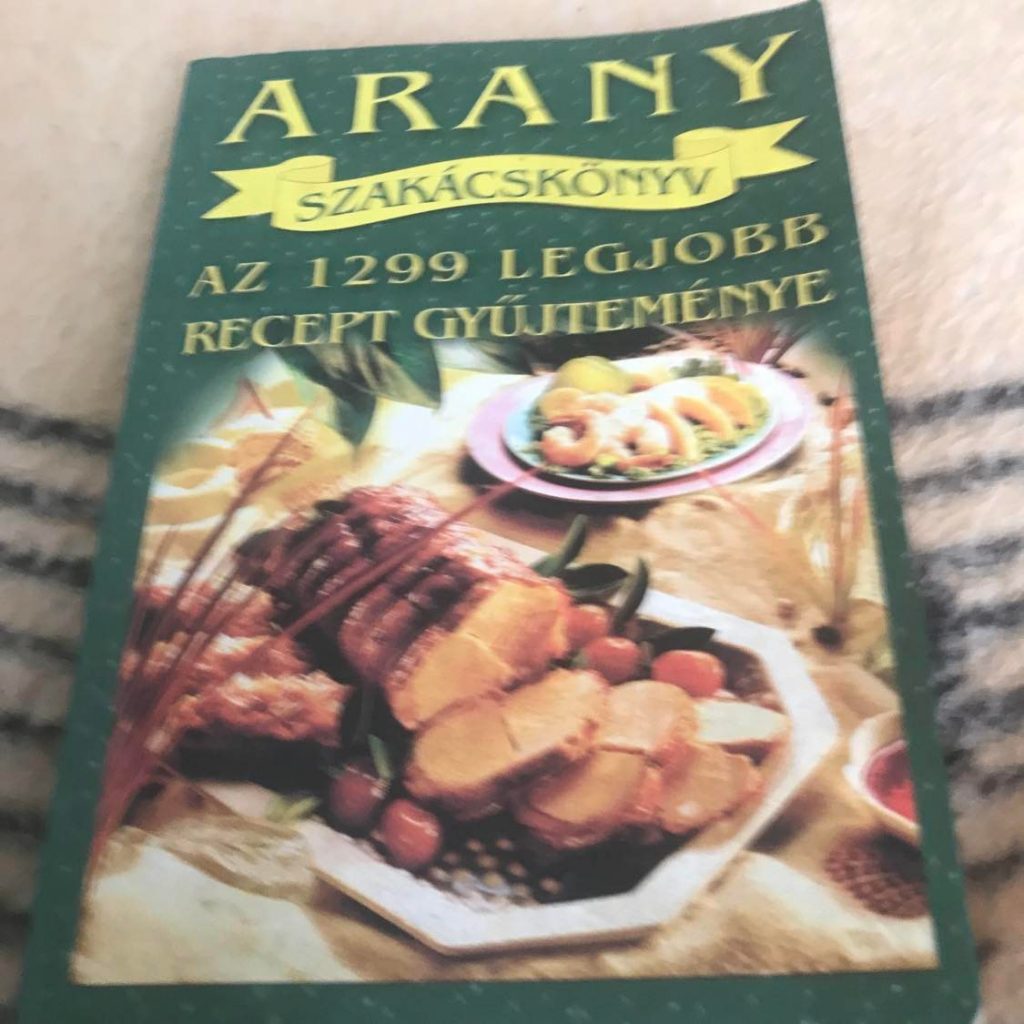 ARANY
SZAKÁCSKÖNYV
AZ 1299 LEGJOBB
RECEPT GYŰJTEMÉNYE